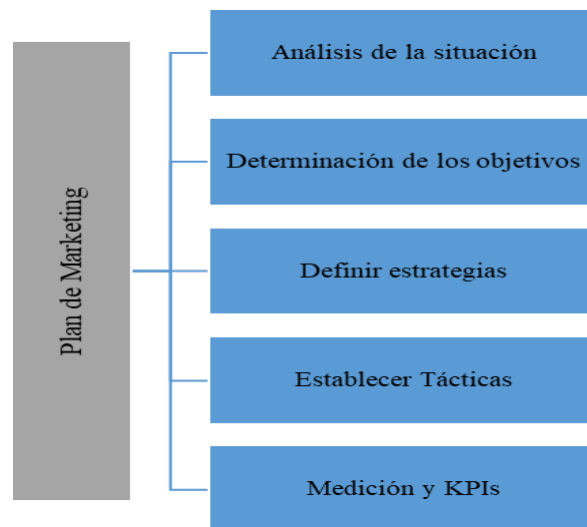 Plan de Marketing
Análisis de la situación
Determinación de los objetivos
Definir estrategias
Establecer Tácticas
Medición y KPIs